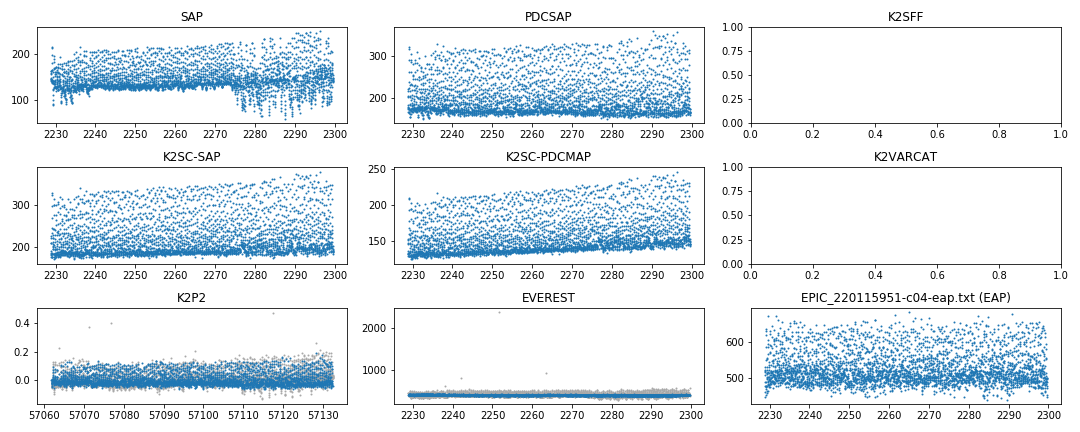 SAP
200
100
2230 2240 2250 2260 2270 2280 2290 2300
PDCSAP
300
200
2230 2240 2250 2260 2270 2280 2290 2300
K2SFF
1.00
0.75
0.50
0.25
0.00
0.0 0.2 0.4 0.6 0.8 1.0
K2SC-SAP
300
200
2230 2240 2250 2260 2270 2280 2290 2300
K2SC-PDCMAP
250
200
150
2230 2240 2250 2260 2270 2280 2290 2300
K2VARCAT
1.00
0.75
0.50
0.25
0.00
0.0 0.2 0.4 0.6 0.8 1.0
K2P2
0.4
0.2
0.0
57060 57070 57080 57090 57100 57110 57120 57130
EVEREST
2000
1000
2230 2240 2250 2260 2270 2280 2290 2300
EPIC_220115951-c04-eap.txt (EAP)
600
500
2230 2240 2250 2260 2270 2280 2290 2300